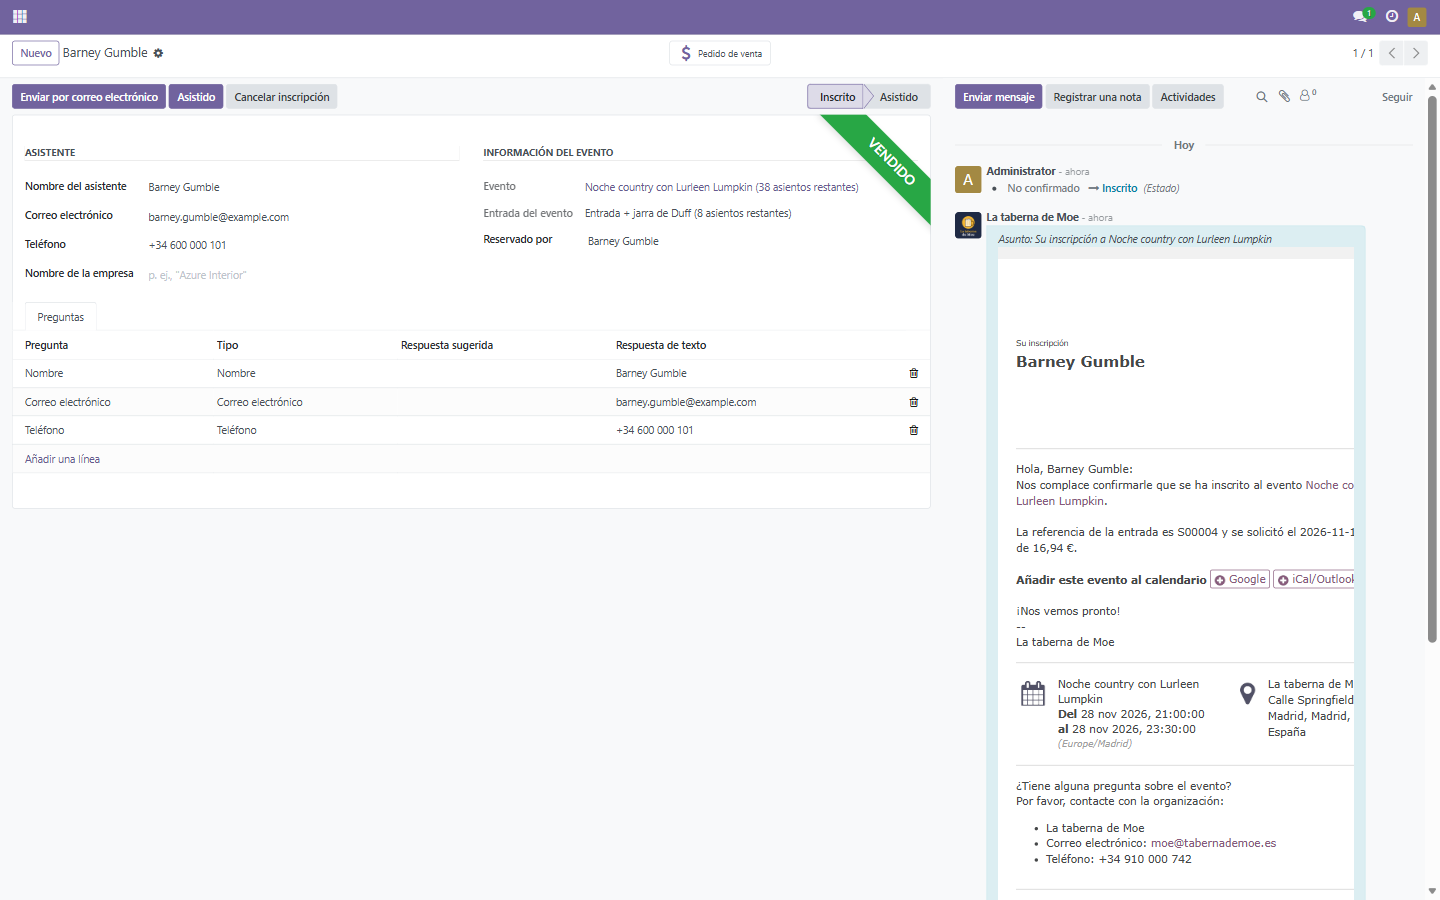 1
A
Nuevo
Barney Gumble
$ Pedido de venta
1 / 1
Enviar por correo electrónico
Asistido
Cancelar inscripción
Inscrito
Asistido
Enviar mensaje
Registrar una nota
Actividades
0
Seguir
VENDIDO
ASISTENTE
Nombre del asistente Barney Gumble
Correo electrónico barney.gumble@example.com
Teléfono +34 600 000 101
Nombre de la empresa p. ej., "Azure Interior"
INFORMACIÓN DEL EVENTO
Evento Noche country con Lurleen Lumpkin (38 asientos restantes)
Entrada del evento Entrada + jarra de Duff (8 asientos restantes)
Reservado por Barney Gumble
Preguntas
Pregunta Tipo Respuesta sugerida Respuesta de texto
Nombre Nombre Barney Gumble
Correo electrónico Correo electrónico barney.gumble@example.com
Teléfono Teléfono +34 600 000 101
Añadir una línea
Hoy
A
Administrator - ahora
• No confirmado → Inscrito (Estado)
La taberna de Moe - ahora
Asunto: Su inscripción a Noche country con Lurleen Lumpkin
Su inscripción
Barney Gumble
Hola, Barney Gumble:
Nos complace confirmarle que se ha inscrito al evento Noche co
Lurleen Lumpkin.
La referencia de la entrada es S00004 y se solicitó el 2026-11-1
de 16,94 €.
Añadir este evento al calendario Google iCal/Outlook
¡Nos vemos pronto!
--
La taberna de Moe
Noche country con Lurleen
Lumpkin
Del 28 nov 2026, 21:00:00
al 28 nov 2026, 23:30:00
(Europe/Madrid)
La taberna de M
Calle Springfield
Madrid, Madrid,
España
¿Tiene alguna pregunta sobre el evento?
Por favor, contacte con la organización:
• La taberna de Moe
• Correo electrónico: moe@tabernademoe.es
• Teléfono: +34 910 000 742